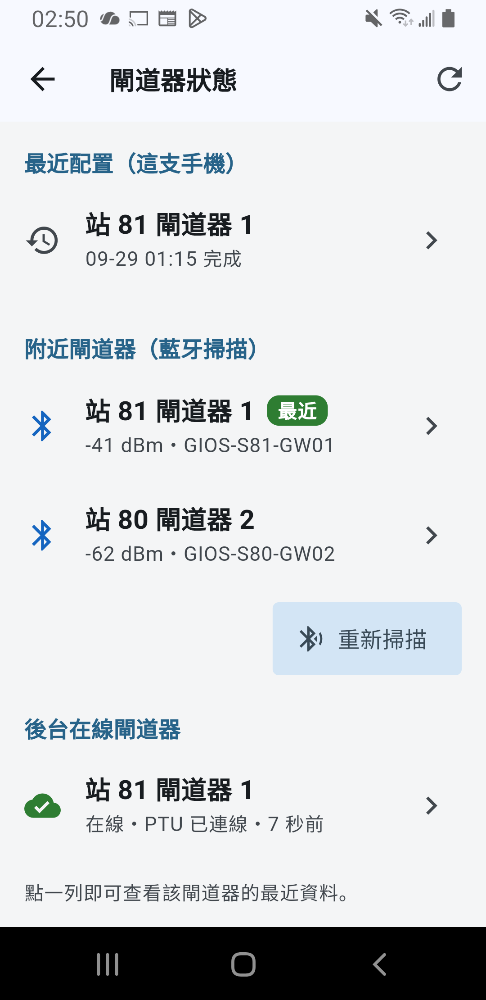 02:50
閘道器狀態
最近配置（這支手機）
站 81 閘道器 1
09-29 01:15 完成
附近閘道器（藍牙掃描）
站 81 閘道器 1 最近
-41 dBm・GIOS-S81-GW01
站 80 閘道器 2
-62 dBm・GIOS-S80-GW02
重新掃描
後台在線閘道器
站 81 閘道器 1
在線・PTU 已連線・7 秒前
點一列即可查看該閘道器的最近資料。